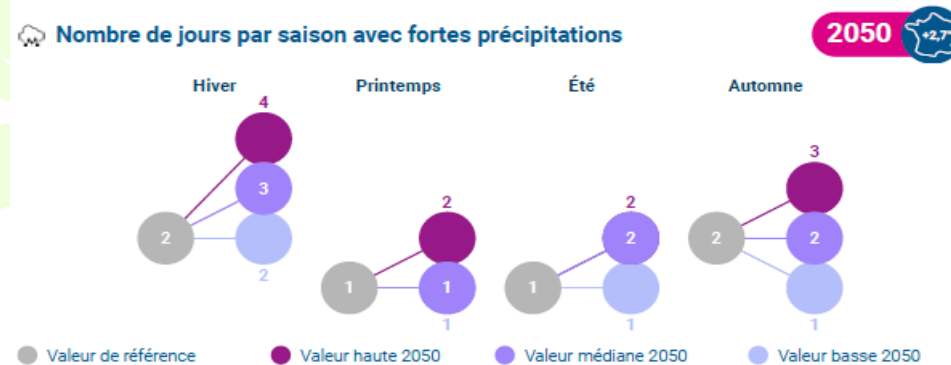 Nombre de jours par saison avec fortes précipitations
2050 +2,7°
Hiver Printemps Été Automne
4
3
3
2 2
2 2 2 2
2
1 1 1
1 1 1
Valeur de référence Valeur haute 2050 Valeur médiane 2050 Valeur basse 2050